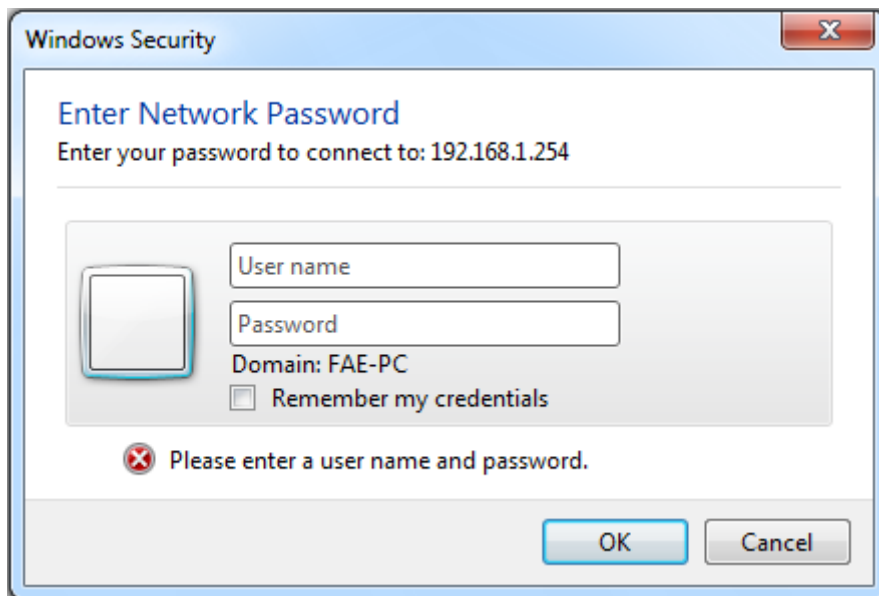 Windows Security
Enter Network Password
Enter your password to connect to: 192.168.1.254
User name
Password
Domain: FAE-PC
Remember my credentials
Please enter a user name and password.
OK Cancel